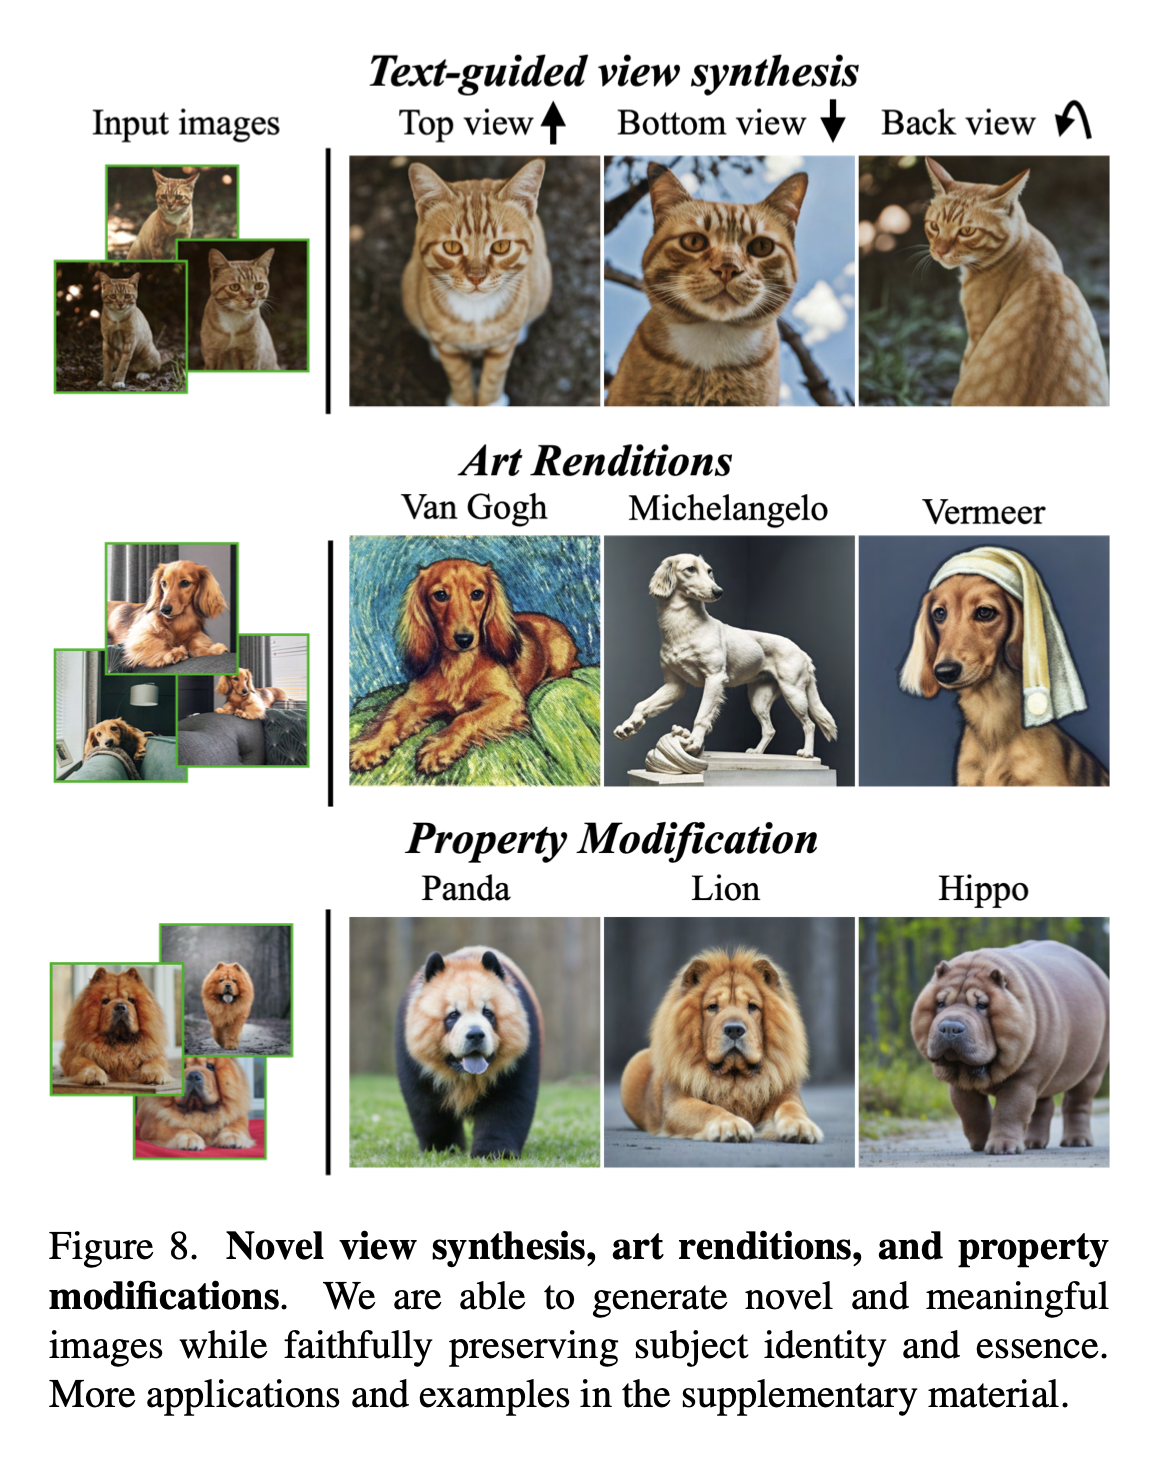 Text-guided view synthesis
Input images
Top view
Bottom view
Back view
Art Renditions
Van Gogh
Michelangelo
Vermeer
Property Modification
Panda
Lion
Hippo
Figure 8. Novel view synthesis, art renditions, and property
modifications. We are able to generate novel and meaningful
images while faithfully preserving subject identity and essence.
More applications and examples in the supplementary material.